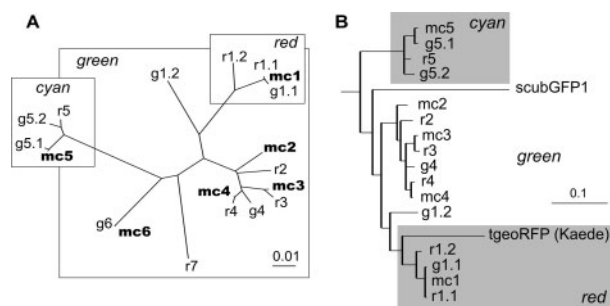 A
green
red
r1.2
r1.1
mc1
g1.1
g1.2
cyan
g5.2
r5
g5.1
mc5
mc2
r2
mc4
mc3
r4
g4
r3
g6
mc6
r7
0.01
B
mc5
cyan
g5.1
r5
g5.2
scubGFP1
mc2
r2
mc3
r3
green
g4
r4
mc4
0.1
g1.2
tgeoRFP (Kaede)
r1.2
g1.1
mc1
r1.1
red